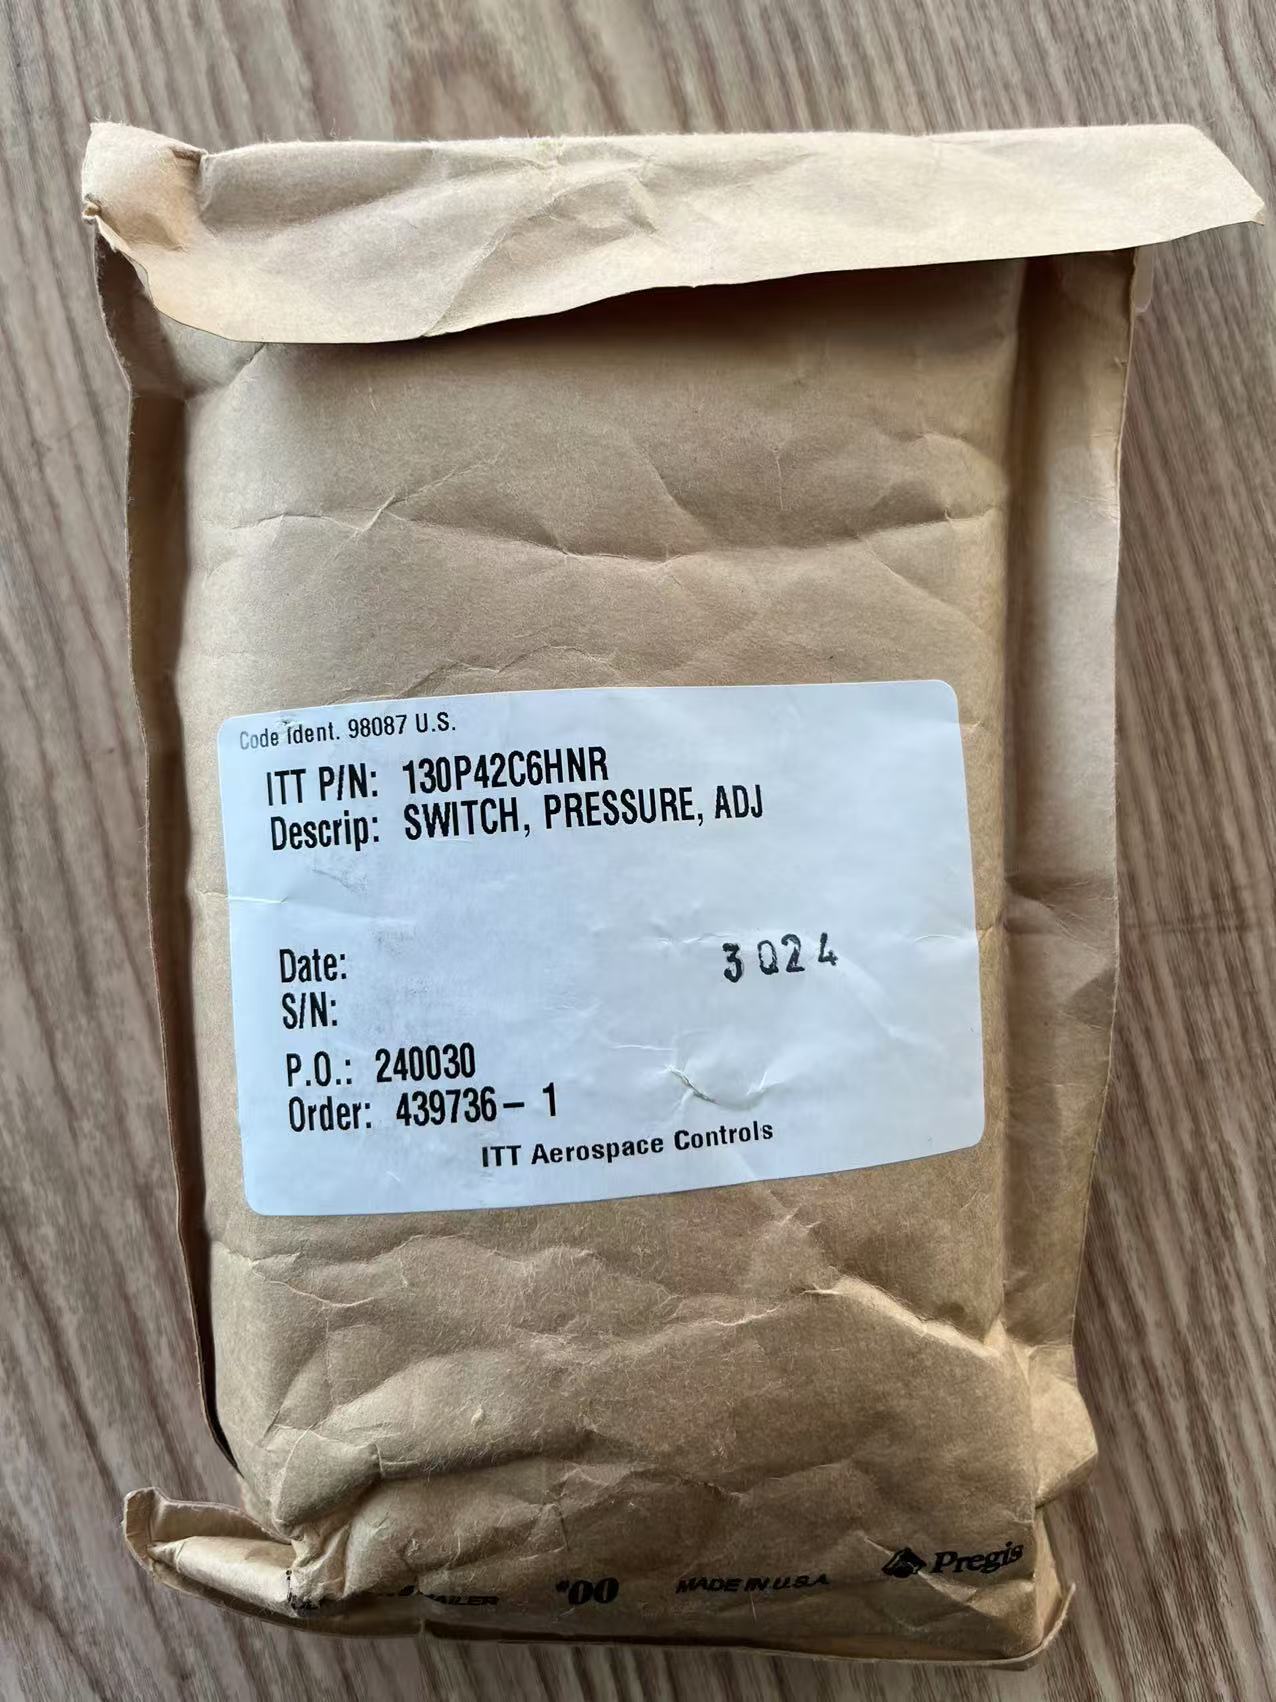 Code Ident. 98087 U.S.
ITT P/N: 130P42C6HNR
Descrip: SWITCH, PRESSURE, ADJ
Date: 3Q24
S/N:
P.O.: 240030
Order: 439736- 1
ITT Aerospace Controls
#00 MADE IN U.S.A. Pregis